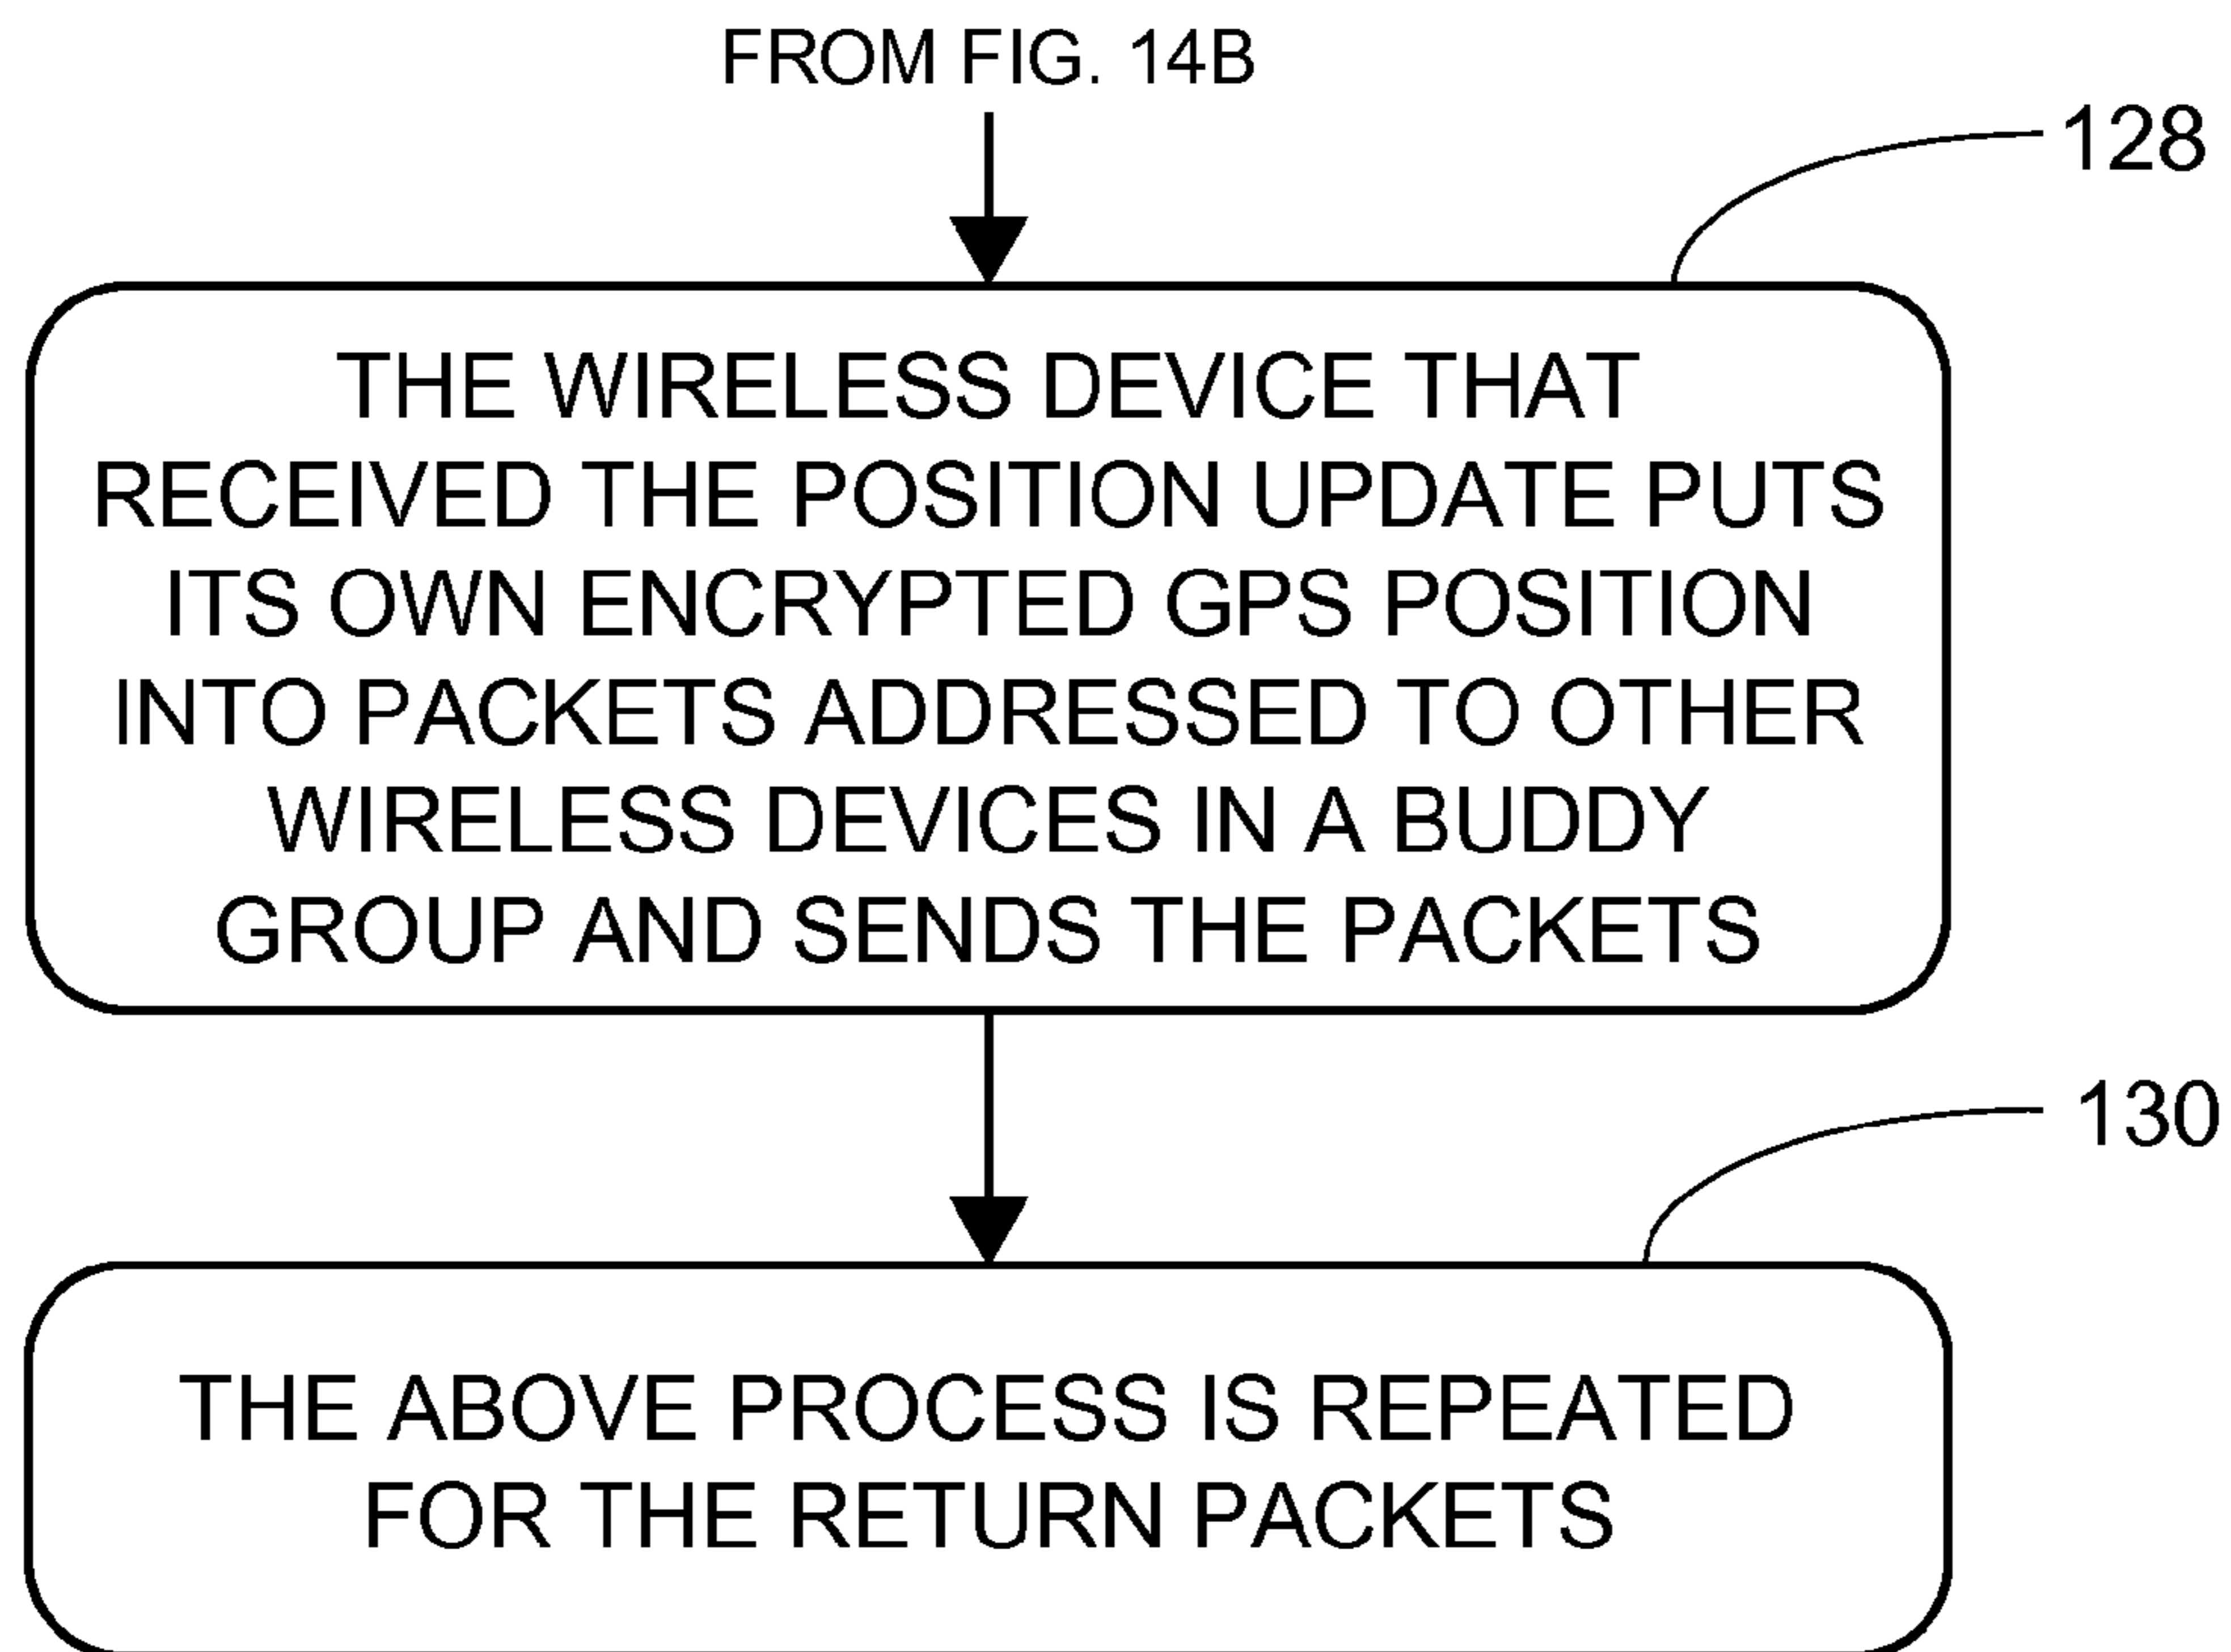 FROM FIG. 14B
128
THE WIRELESS DEVICE THAT
RECEIVED THE POSITION UPDATE PUTS
ITS OWN ENCRYPTED GPS POSITION
INTO PACKETS ADDRESSED TO OTHER
WIRELESS DEVICES IN A BUDDY
GROUP AND SENDS THE PACKETS
130
THE ABOVE PROCESS IS REPEATED
FOR THE RETURN PACKETS